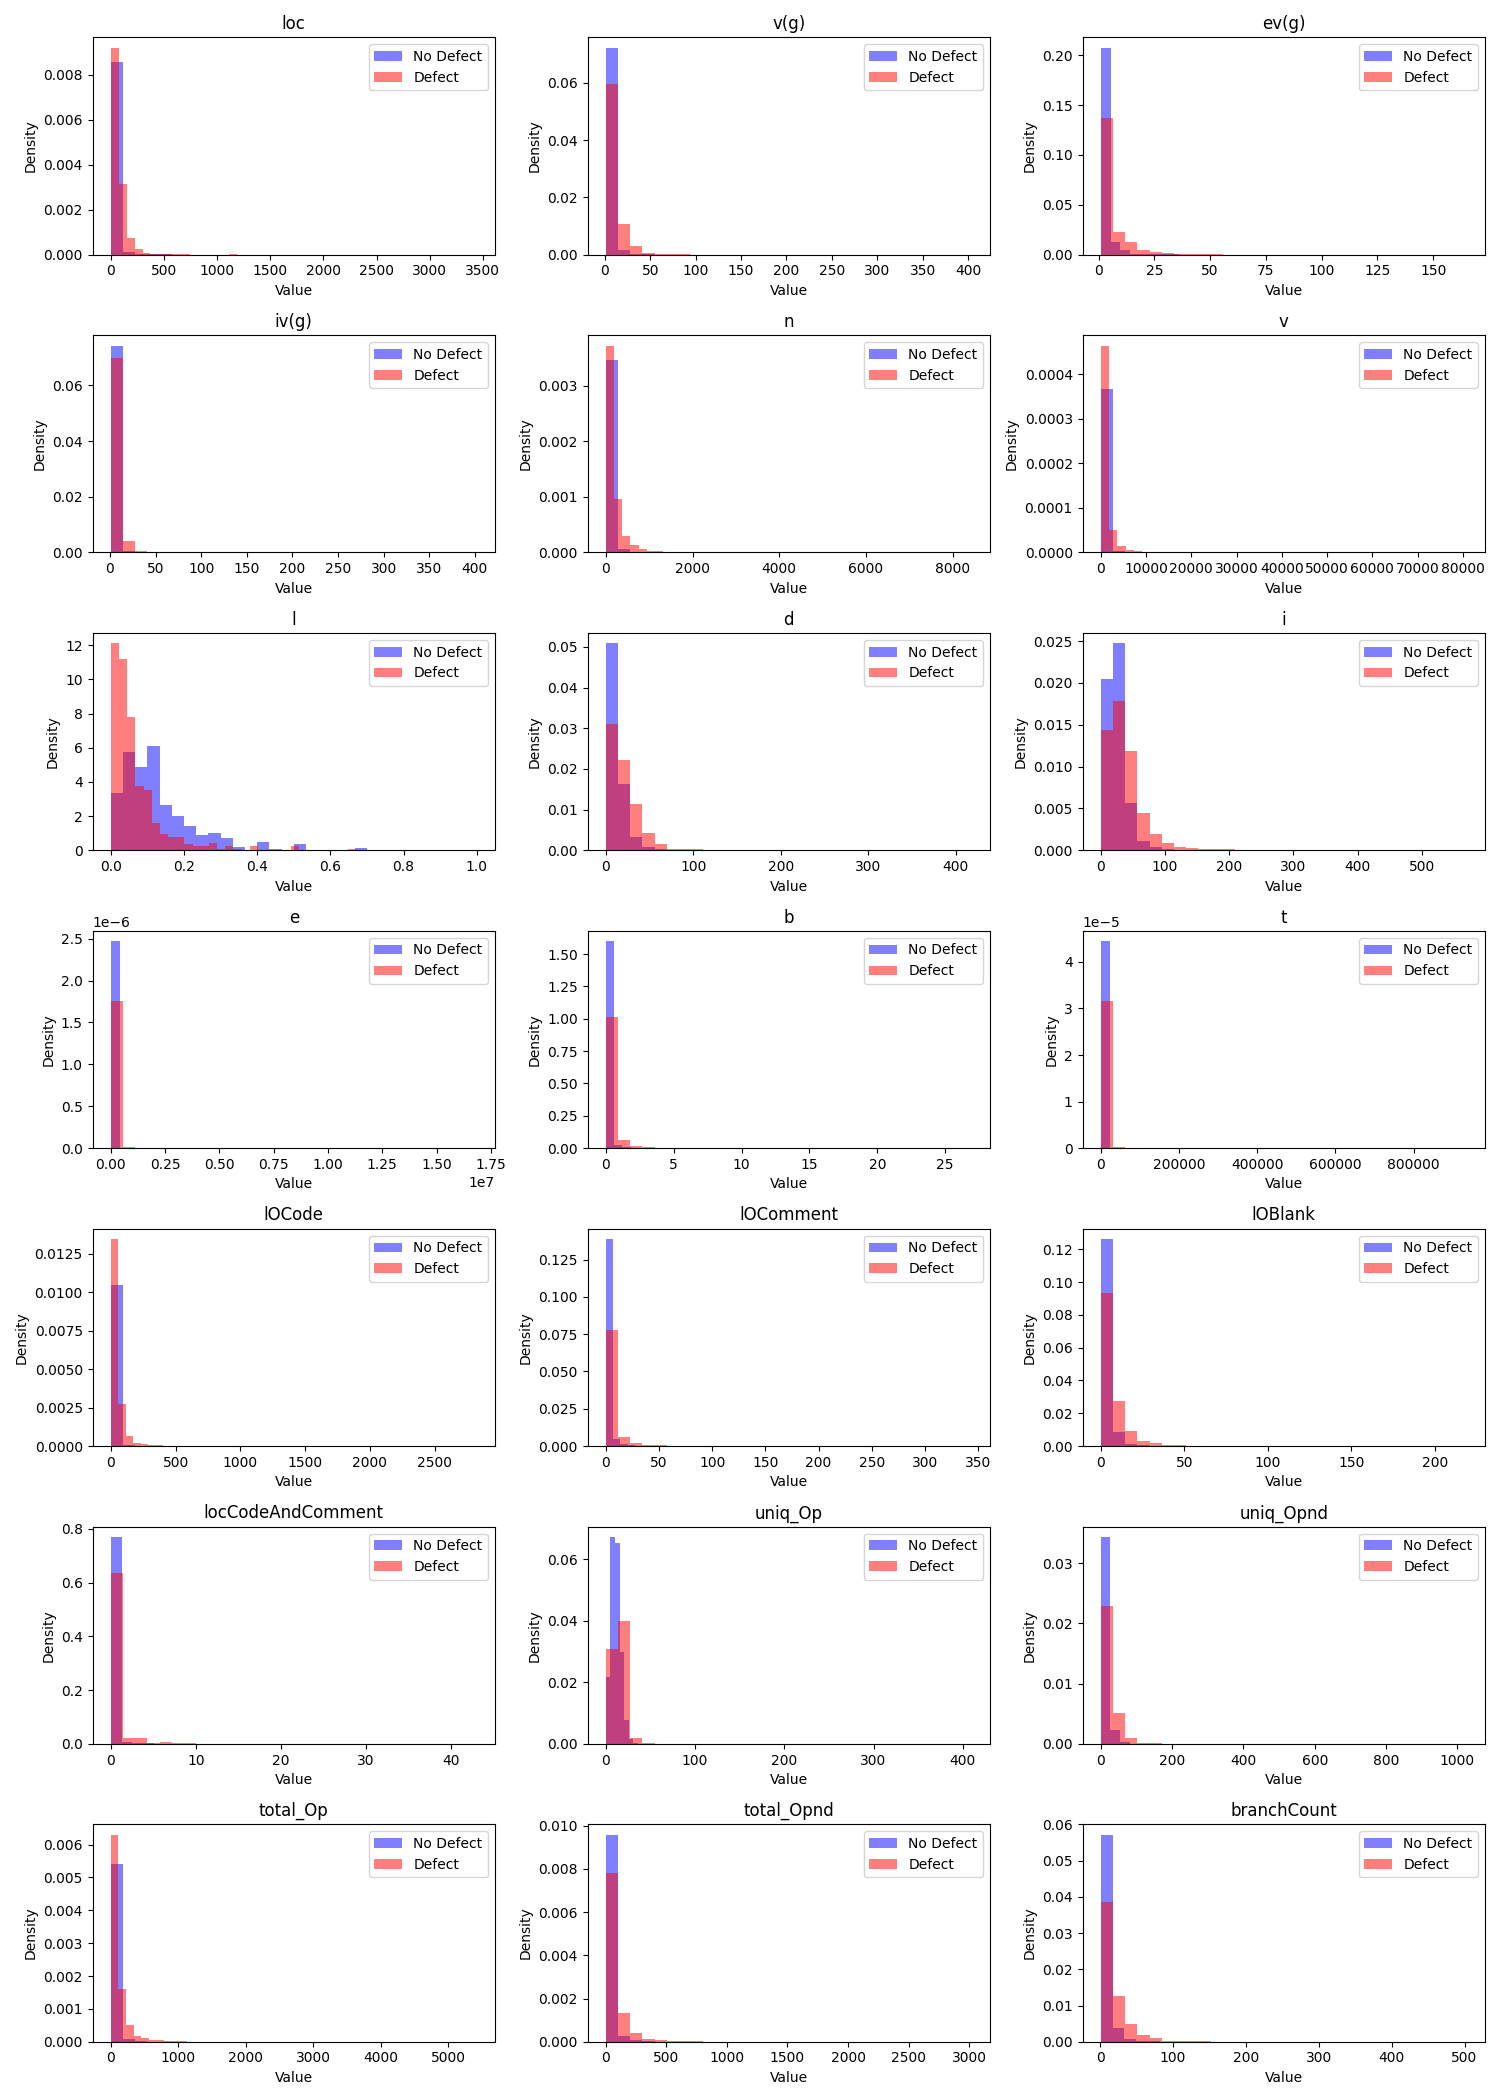 loc
No Defect
Defect
Density
0.008
0.006
0.004
0.002
0.000
0 500 1000 1500 2000 2500 3000 3500
Value
v(g)
No Defect
Defect
Density
0.06
0.04
0.02
0.00
0 50 100 150 200 250 300 350 400
Value
ev(g)
No Defect
Defect
Density
0.20
0.15
0.10
0.05
0.00
0 25 50 75 100 125 150
Value
iv(g)
No Defect
Defect
Density
0.06
0.04
0.02
0.00
0 50 100 150 200 250 300 350 400
Value
n
No Defect
Defect
Density
0.003
0.002
0.001
0.000
0 2000 4000 6000 8000
Value
v
No Defect
Defect
Density
0.0004
0.0003
0.0002
0.0001
0.0000
0 10000 20000 30000 40000 50000 60000 70000 80000
Value
l
No Defect
Defect
Density
12
10
8
6
4
2
0
0.0 0.2 0.4 0.6 0.8 1.0
Value
d
No Defect
Defect
Density
0.05
0.04
0.03
0.02
0.01
0.00
0 100 200 300 400
Value
i
No Defect
Defect
Density
0.025
0.020
0.015
0.010
0.005
0.000
0 100 200 300 400 500
Value
e
1e−6
No Defect
Defect
Density
2.5
2.0
1.5
1.0
0.5
0.0
0.00 0.25 0.50 0.75 1.00 1.25 1.50 1.75
Value
1e7
b
No Defect
Defect
Density
1.50
1.25
1.00
0.75
0.50
0.25
0.00
0 5 10 15 20 25
Value
t
1e−5
No Defect
Defect
Density
4
3
2
1
0
0 200000 400000 600000 800000
Value
lOCode
No Defect
Defect
Density
0.0125
0.0100
0.0075
0.0050
0.0025
0.0000
0 500 1000 1500 2000 2500
Value
lOComment
No Defect
Defect
Density
0.125
0.100
0.075
0.050
0.025
0.000
0 50 100 150 200 250 300 350
Value
lOBlank
No Defect
Defect
Density
0.12
0.10
0.08
0.06
0.04
0.02
0.00
0 50 100 150 200
Value
locCodeAndComment
No Defect
Defect
Density
0.8
0.6
0.4
0.2
0.0
0 10 20 30 40
Value
uniq_Op
No Defect
Defect
Density
0.06
0.04
0.02
0.00
0 100 200 300 400
Value
uniq_Opnd
No Defect
Defect
Density
0.03
0.02
0.01
0.00
0 200 400 600 800 1000
Value
total_Op
No Defect
Defect
Density
0.006
0.005
0.004
0.003
0.002
0.001
0.000
0 1000 2000 3000 4000 5000
Value
total_Opnd
No Defect
Defect
Density
0.010
0.008
0.006
0.004
0.002
0.000
0 500 1000 1500 2000 2500 3000
Value
branchCount
No Defect
Defect
Density
0.06
0.05
0.04
0.03
0.02
0.01
0.00
0 100 200 300 400 500
Value